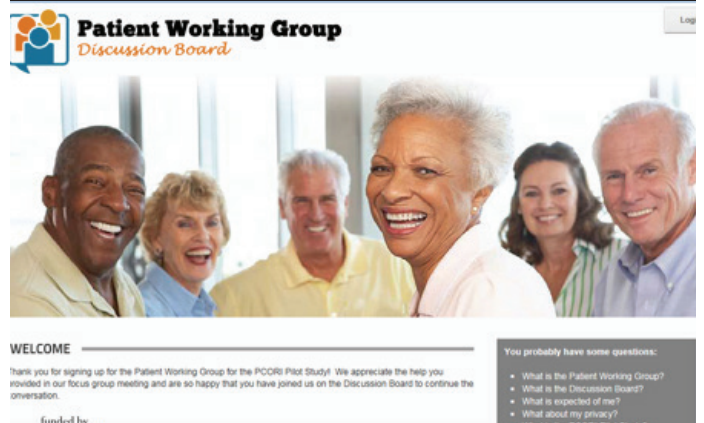 Patient Working Group
Discussion Board
Logi
WELCOME
Thank you for signing up for the Patient Working Group for the PCORI Pilot Study! We appreciate the help you
provided in our focus group meeting and are so happy that you have joined us on the Discussion Board to continue the
conversation.
funded by
You probably have some questions:
• What is the Patient Working Group?
• What is the Discussion Board?
• What is expected of me?
• What about my privacy?